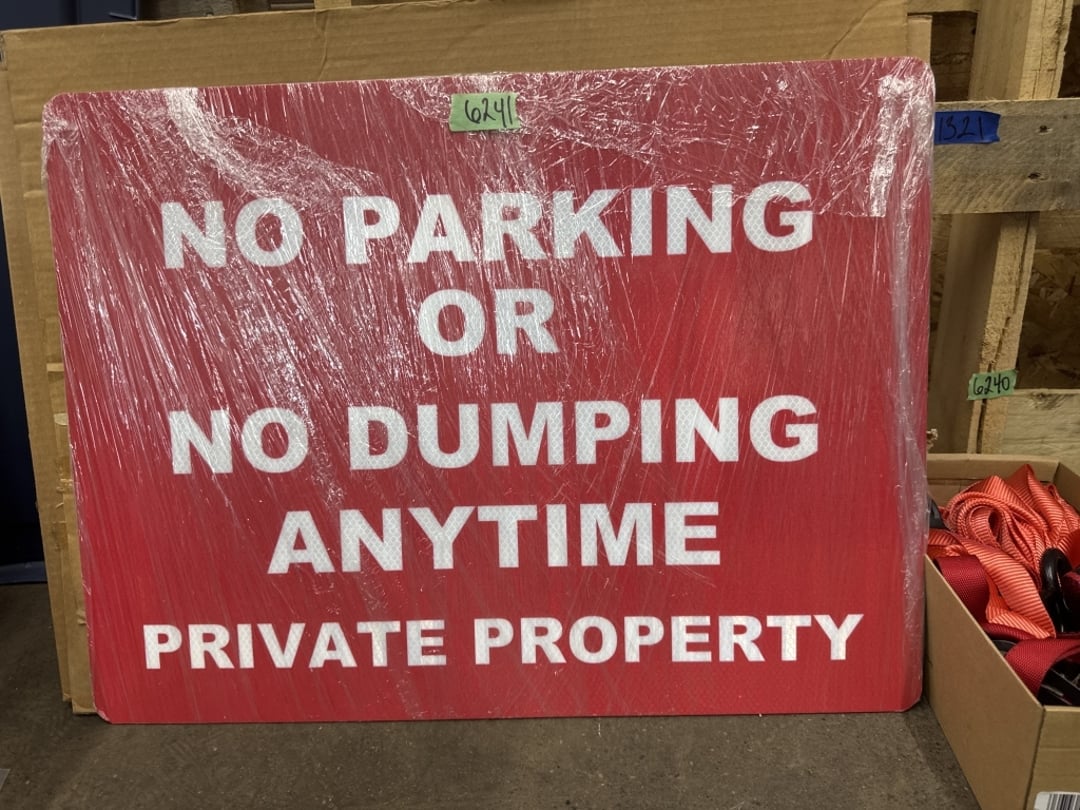 6241
1321
NO PARKING
OR
NO DUMPING
6240
ANYTIME
PRIVATE PROPERTY